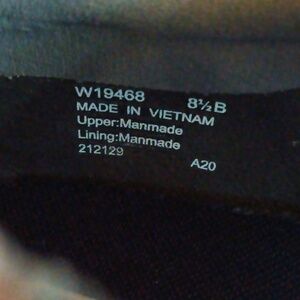 W19468 8½B
MADE IN VIETNAM
Upper:Manmade
Lining:Manmade
212129 A20